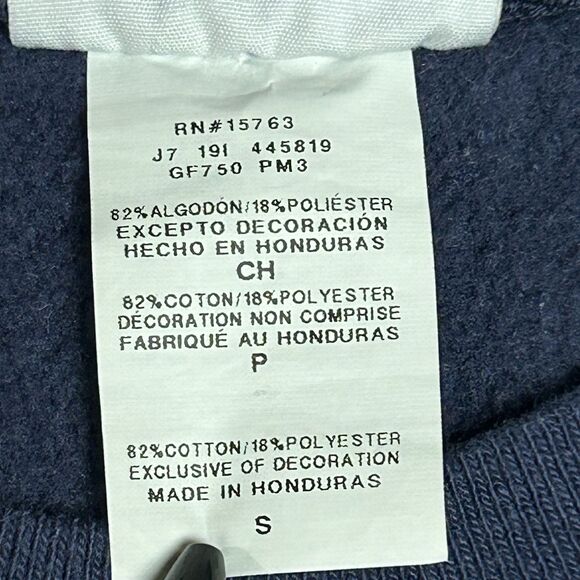 RN#15763
J7 191 445819
GF750 PM3
82%ALGODÓN/18%POLIÉSTER
EXCEPTO DECORACIÓN
HECHO EN HONDURAS
CH
82%COTON/18%POLYESTER
DÉCORATION NON COMPRISE
FABRIQUÉ AU HONDURAS
P
82%COTTON/18%POLYESTER
EXCLUSIVE OF DECORATION
MADE IN HONDURAS
S